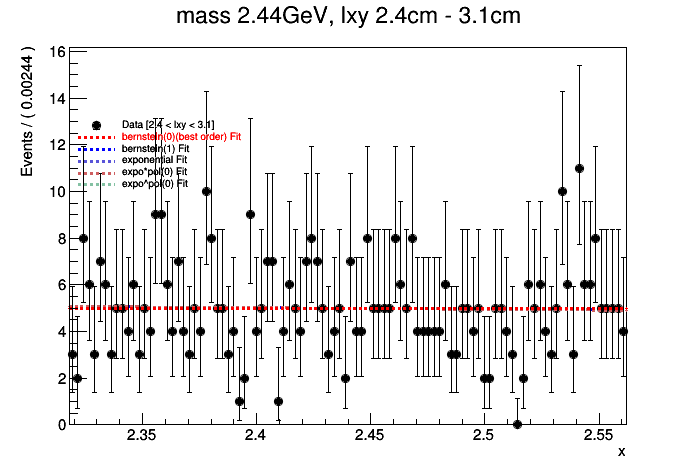 mass 2.44GeV, lxy 2.4cm - 3.1cm
Events / ( 0.00244 )
16
14
12
10
8
6
4
2
0
Data [2.4 < lxy < 3.1]
bernstein(0)(best order) Fit
bernstein(1) Fit
exponential Fit
expo*pol(0) Fit
expo^pol(0) Fit
2.35 2.4 2.45 2.5 2.55
x